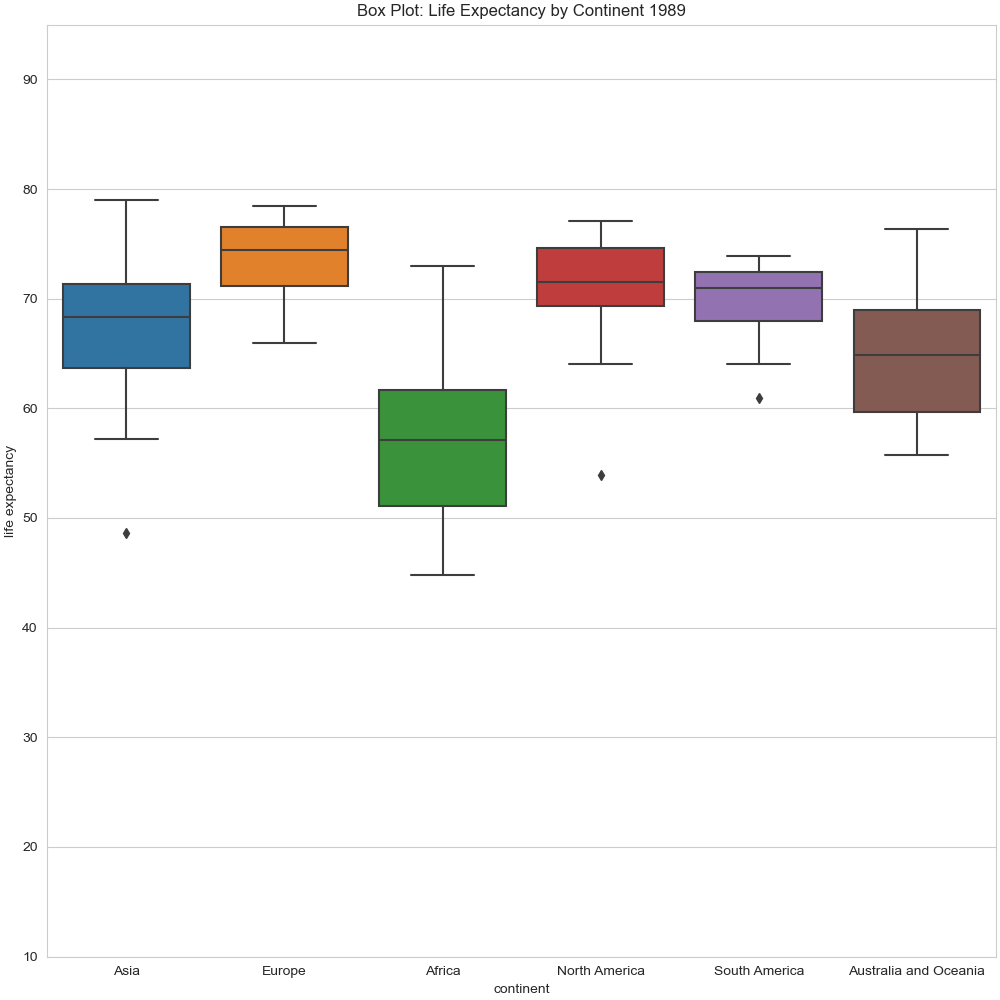 Box Plot: Life Expectancy by Continent 1989
90
80
70
60
50
40
30
20
10
life expectancy
Asia Europe Africa North America South America Australia and Oceania
continent